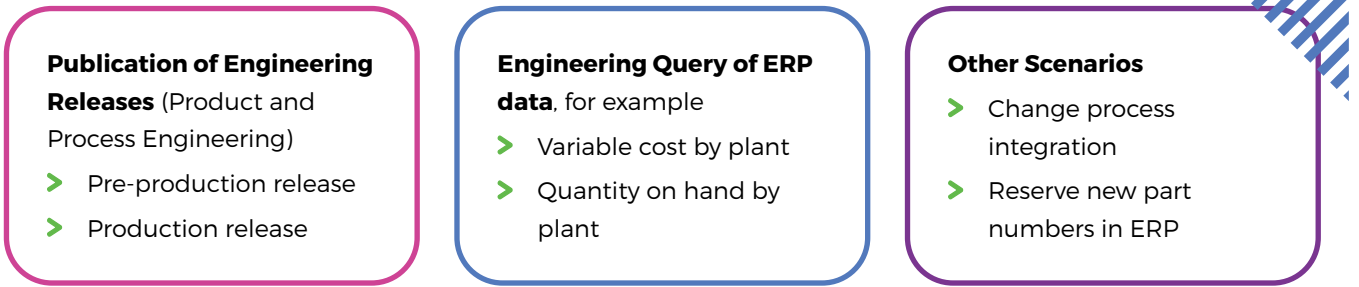 Publication of Engineering
Releases (Product and
Process Engineering)
Pre-production release
Production release
Engineering Query of ERP
data, for example
Variable cost by plant
Quantity on hand by
plant
Other Scenarios
Change process
integration
Reserve new part
numbers in ERP